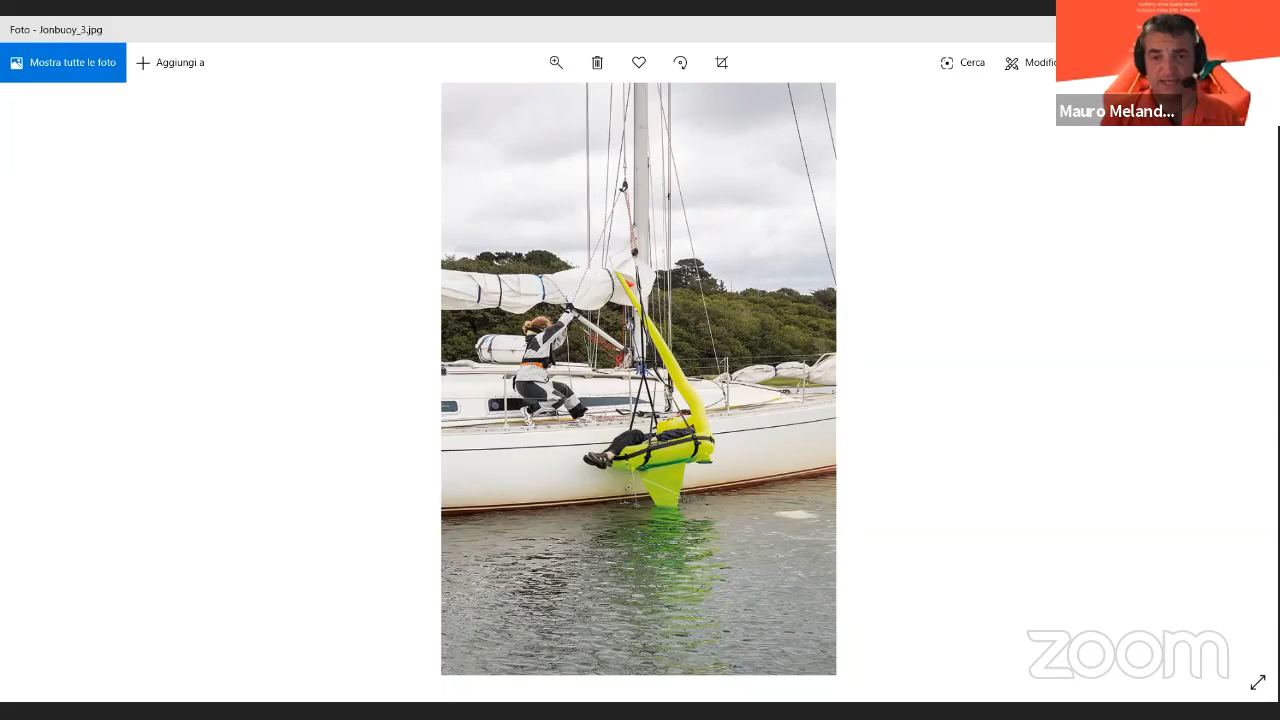 Foto - Jonbuoy_3.jpg
Mostra tutte le foto
Aggiungi a
Cerca
Modific
Mauro Meland...
zoom